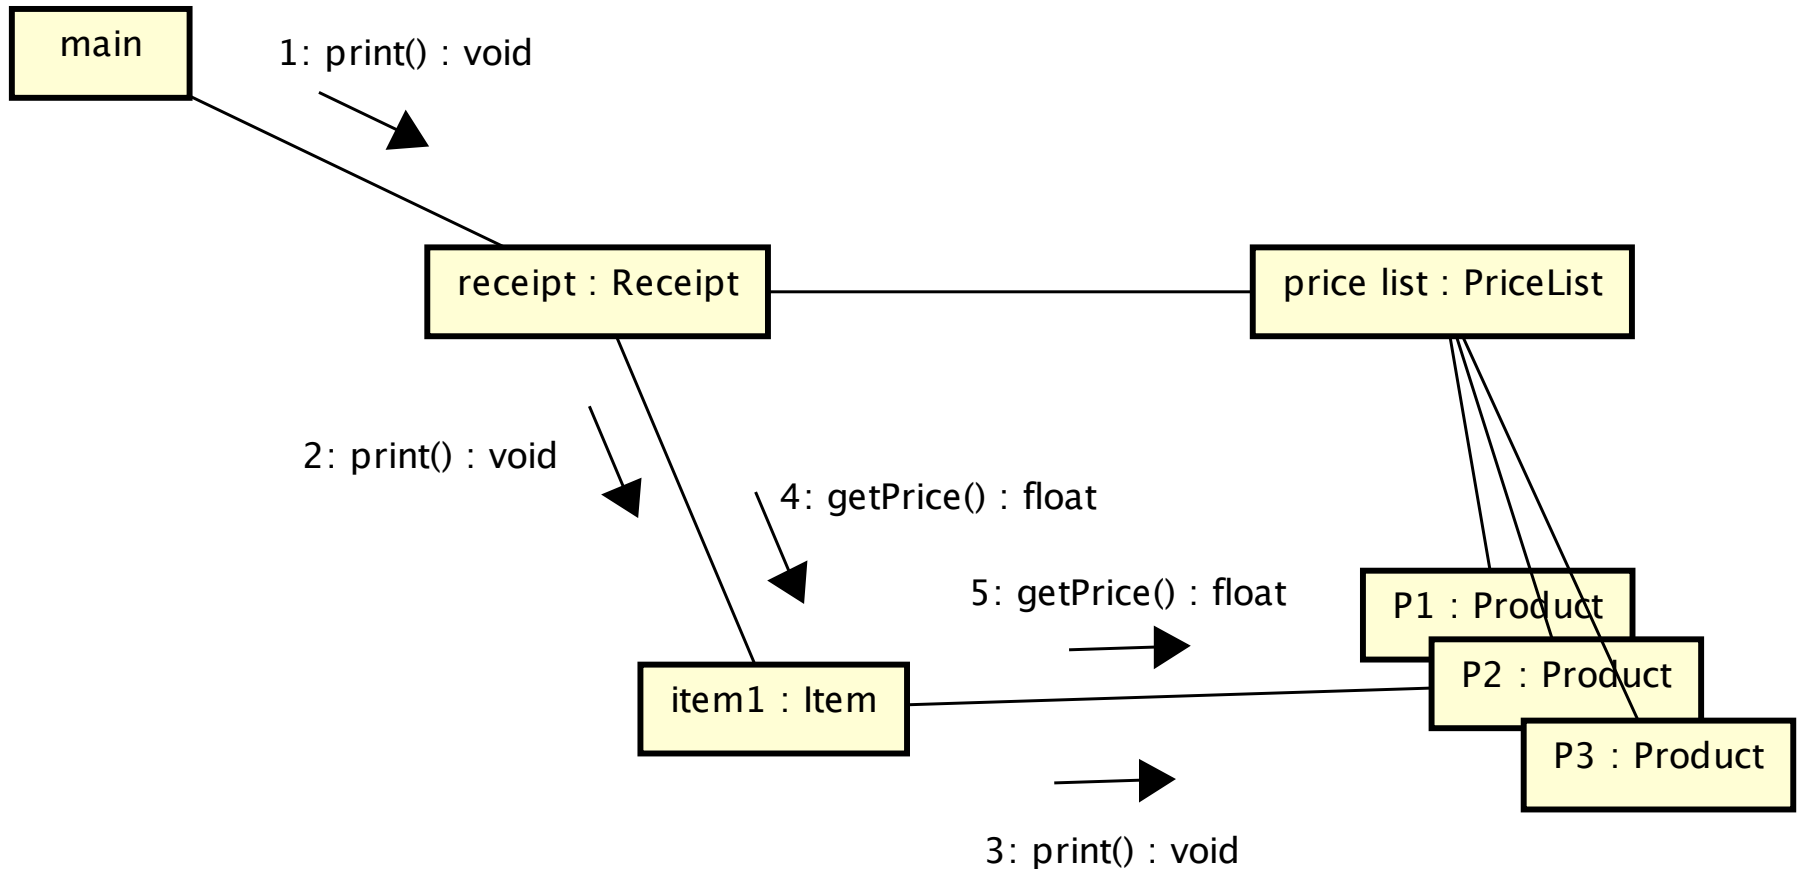 main
1: print() : void
receipt : Receipt
price list : PriceList
2: print() : void
4: getPrice() : float
5: getPrice() : float
P1 : Product
P2 : Product
item1 : Item
P3 : Product
3: print() : void